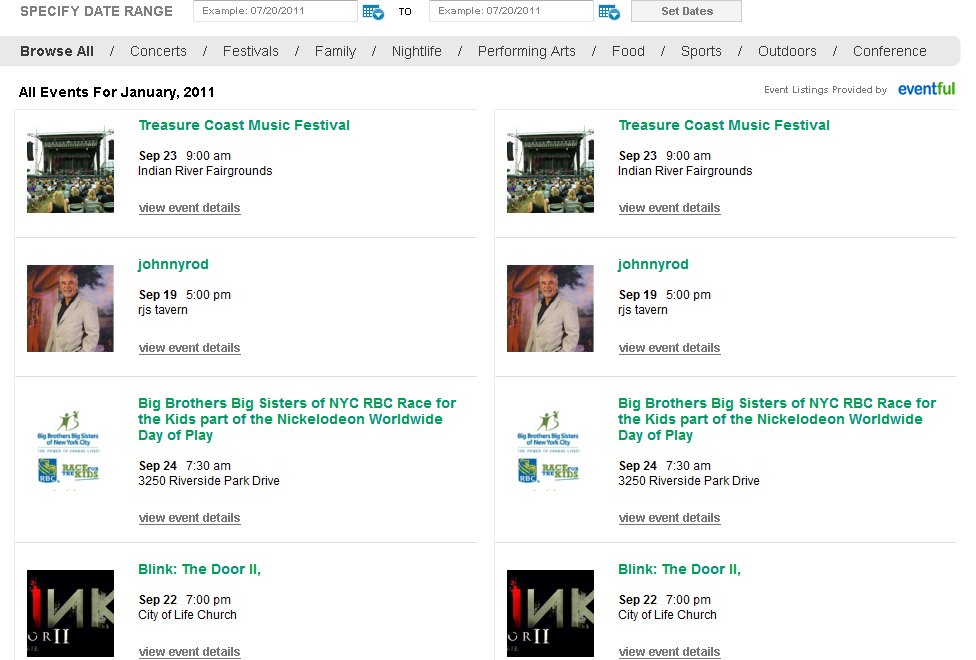 SPECIFY DATE RANGE Example: 07/20/2011 TO Example: 07/20/2011 Set Dates
Browse All / Concerts / Festivals / Family / Nightlife / Performing Arts / Food / Sports / Outdoors / Conference
All Events For January, 2011
Event Listings Provided by eventful
Treasure Coast Music Festival
Sep 23 9:00 am
Indian River Fairgrounds
view event details
Treasure Coast Music Festival
Sep 23 9:00 am
Indian River Fairgrounds
view event details
johnnyrod
Sep 19 5:00 pm
rjs tavern
view event details
johnnyrod
Sep 19 5:00 pm
rjs tavern
view event details
Big Brothers Big Sisters
of New York City
THE POWER TO CHANGE LIVES
RBC
RACE FOR
THE KIDS
Big Brothers Big Sisters of NYC RBC Race for
the Kids part of the Nickelodeon Worldwide
Day of Play
Sep 24 7:30 am
3250 Riverside Park Drive
view event details
Big Brothers Big Sisters
of New York City
THE POWER TO CHANGE LIVES
RBC
RACE FOR
THE KIDS
Big Brothers Big Sisters of NYC RBC Race for
the Kids part of the Nickelodeon Worldwide
Day of Play
Sep 24 7:30 am
3250 Riverside Park Drive
view event details
INK
OR II
Blink: The Door II,
Sep 22 7:00 pm
City of Life Church
view event details
INK
OR II
Blink: The Door II,
Sep 22 7:00 pm
City of Life Church
view event details